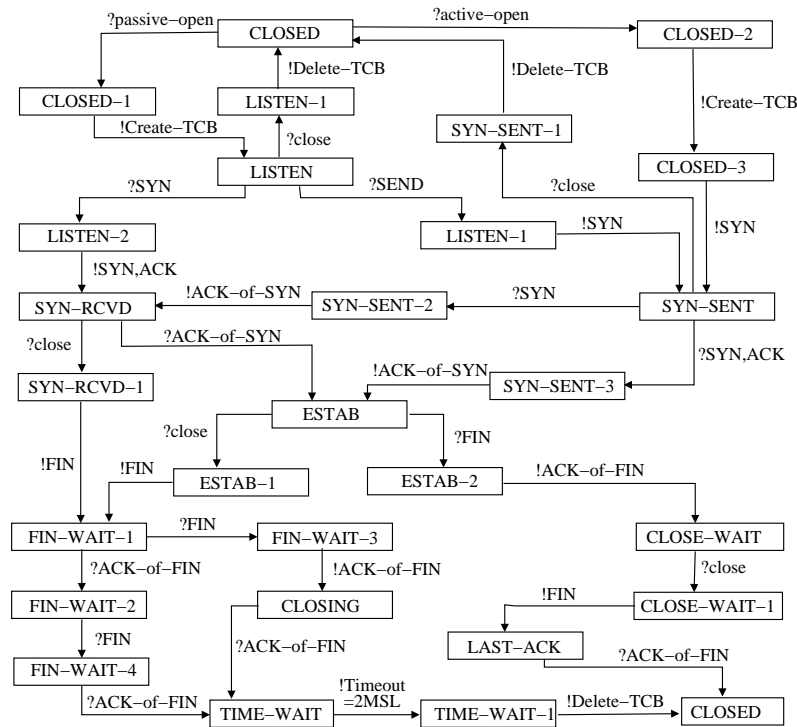 ?passive−open
CLOSED
?active−open
CLOSED−2
!Delete−TCB
!Delete−TCB
CLOSED−1
LISTEN−1
!Create−TCB
!Create−TCB
SYN−SENT−1
?close
LISTEN
CLOSED−3
?SYN
?SEND
?close
LISTEN−2
LISTEN−1
!SYN
!SYN
!SYN,ACK
!ACK−of−SYN
?SYN
SYN−RCVD
SYN−SENT−2
SYN−SENT
?close
?ACK−of−SYN
?SYN,ACK
!ACK−of−SYN
SYN−RCVD−1
SYN−SENT−3
ESTAB
?close
?FIN
!FIN
!FIN
ESTAB−1
ESTAB−2
!ACK−of−FIN
FIN−WAIT−1
?FIN
FIN−WAIT−3
CLOSE−WAIT
?ACK−of−FIN
!ACK−of−FIN
?close
FIN−WAIT−2
CLOSING
!FIN
CLOSE−WAIT−1
?FIN
?ACK−of−FIN
LAST−ACK
FIN−WAIT−4
?ACK−of−FIN
?ACK−of−FIN
!Timeout
=2MSL
!Delete−TCB
TIME−WAIT
TIME−WAIT−1
CLOSED